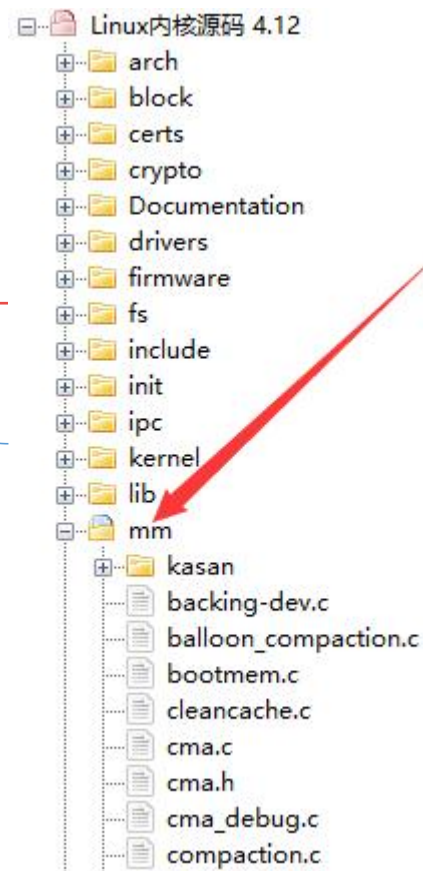 Linux内核源码 4.12
arch
block
certs
crypto
Documentation
drivers
firmware
fs
include
init
ipc
kernel
lib
mm
kasan
backing-dev.c
balloon_compaction.c
bootmem.c
cleancache.c
cma.c
cma.h
cma_debug.c
compaction.c